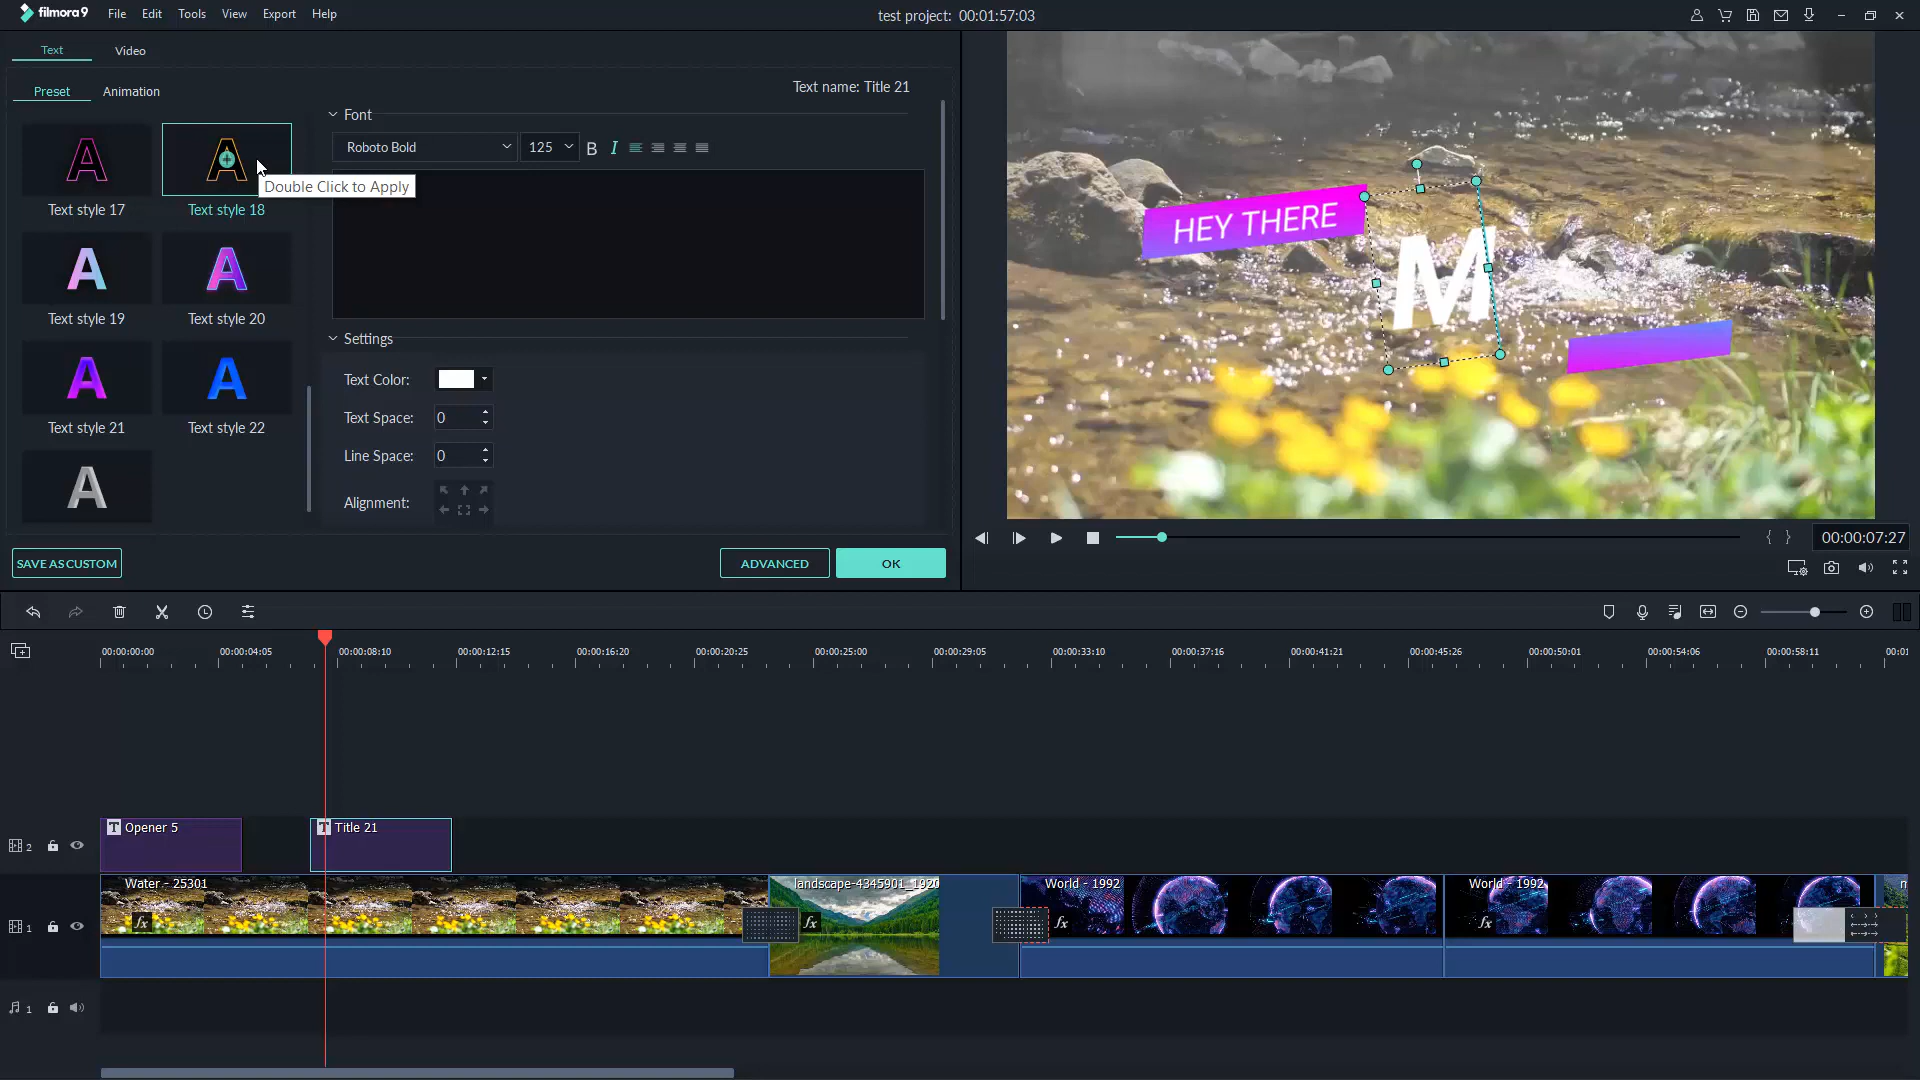 filmora9 File Edit Tools View Export Help
test project: 00:01:57:03
Text Video
Preset Animation
Text name: Title 21
Font
Roboto Bold 125 B I
Double Click to Apply
Text style 17 Text style 18
Text style 19 Text style 20
Text style 21 Text style 22
Settings
Text Color:
Text Space: 0
Line Space: 0
Alignment:
SAVE AS CUSTOM
ADVANCED OK
HEY THERE
M
00:00:07:27
00:00:00:00 00:00:04:05 00:00:08:10 00:00:12:15 00:00:16:20 00:00:20:25 00:00:25:00 00:00:29:05 00:00:33:10 00:00:37:16 00:00:41:21 00:00:45:26 00:00:50:01 00:00:54:06 00:00:58:11
2 T Opener 5 T Title 21
Water - 25301 landscape-4345901_1920 World - 1992 World - 1992
1 fx fx fx fx
1